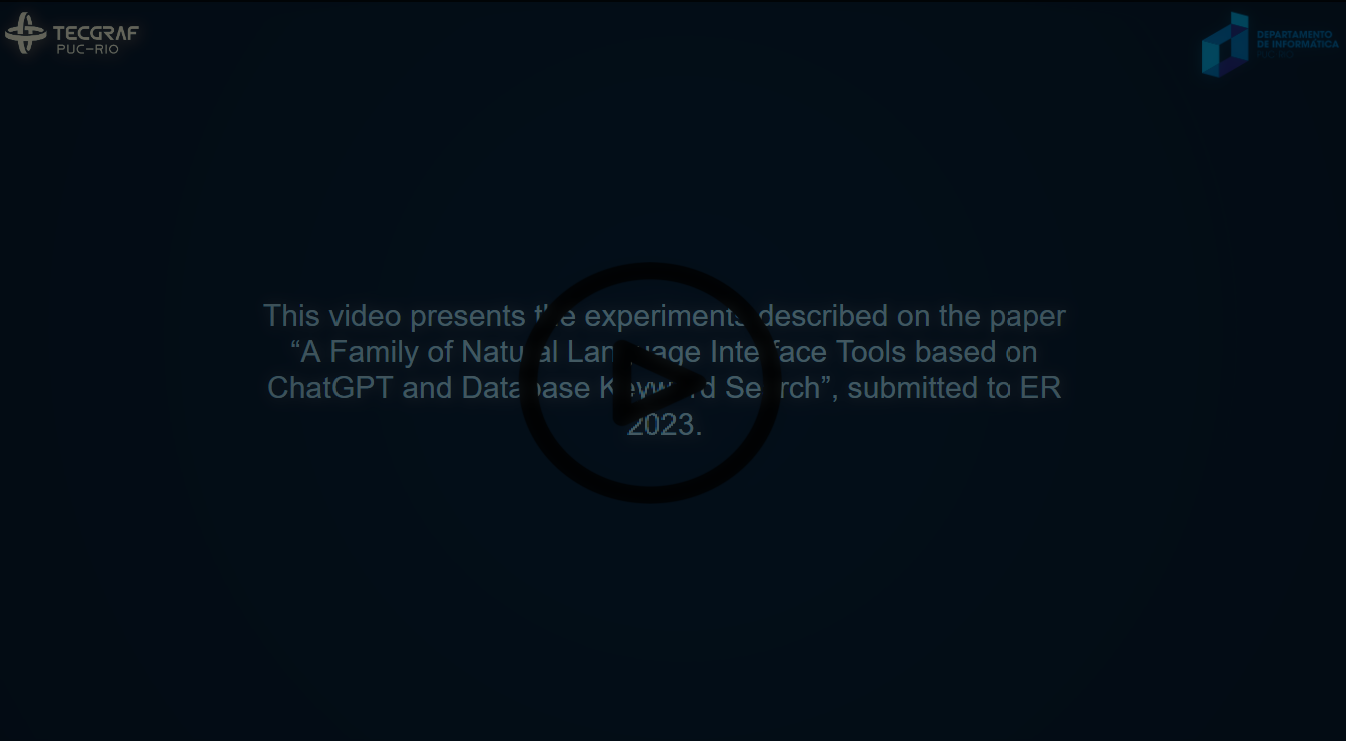 TECGRAF
PUC-RIO
DEPARTAMENTO
DE INFORMÁTICA
This video presents the experiments described on the paper
“A Family of Natural Language Interface Tools based on
ChatGPT and Database Keyword Search”, submitted to ER
2023.